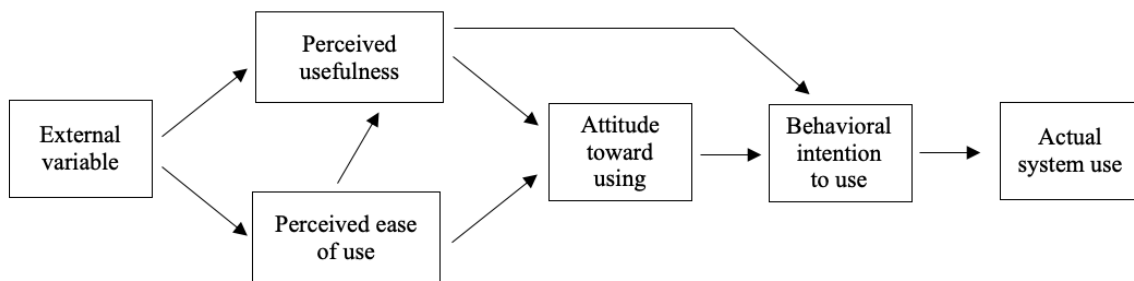 Perceived
usefulness
External
variable
Perceived ease
of use
Attitude
toward
using
Behavioral
intention
to use
Actual
system use